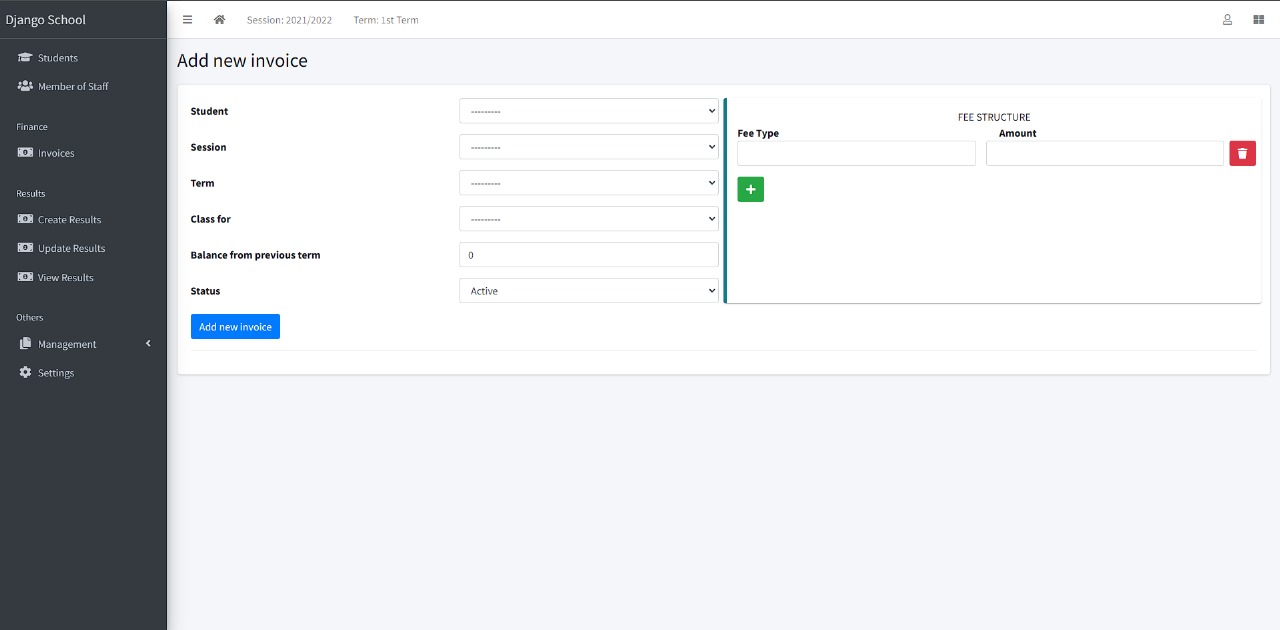 Django School
Session: 2021/2022
Term: 1st Term
Students
Member of Staff
Finance
Invoices
Results
Create Results
Update Results
View Results
Others
Management
Settings
Add new invoice
Student
---------
Session
---------
Term
---------
Class for
---------
Balance from previous term
0
Status
Active
Add new invoice
FEE STRUCTURE
Fee Type
Amount